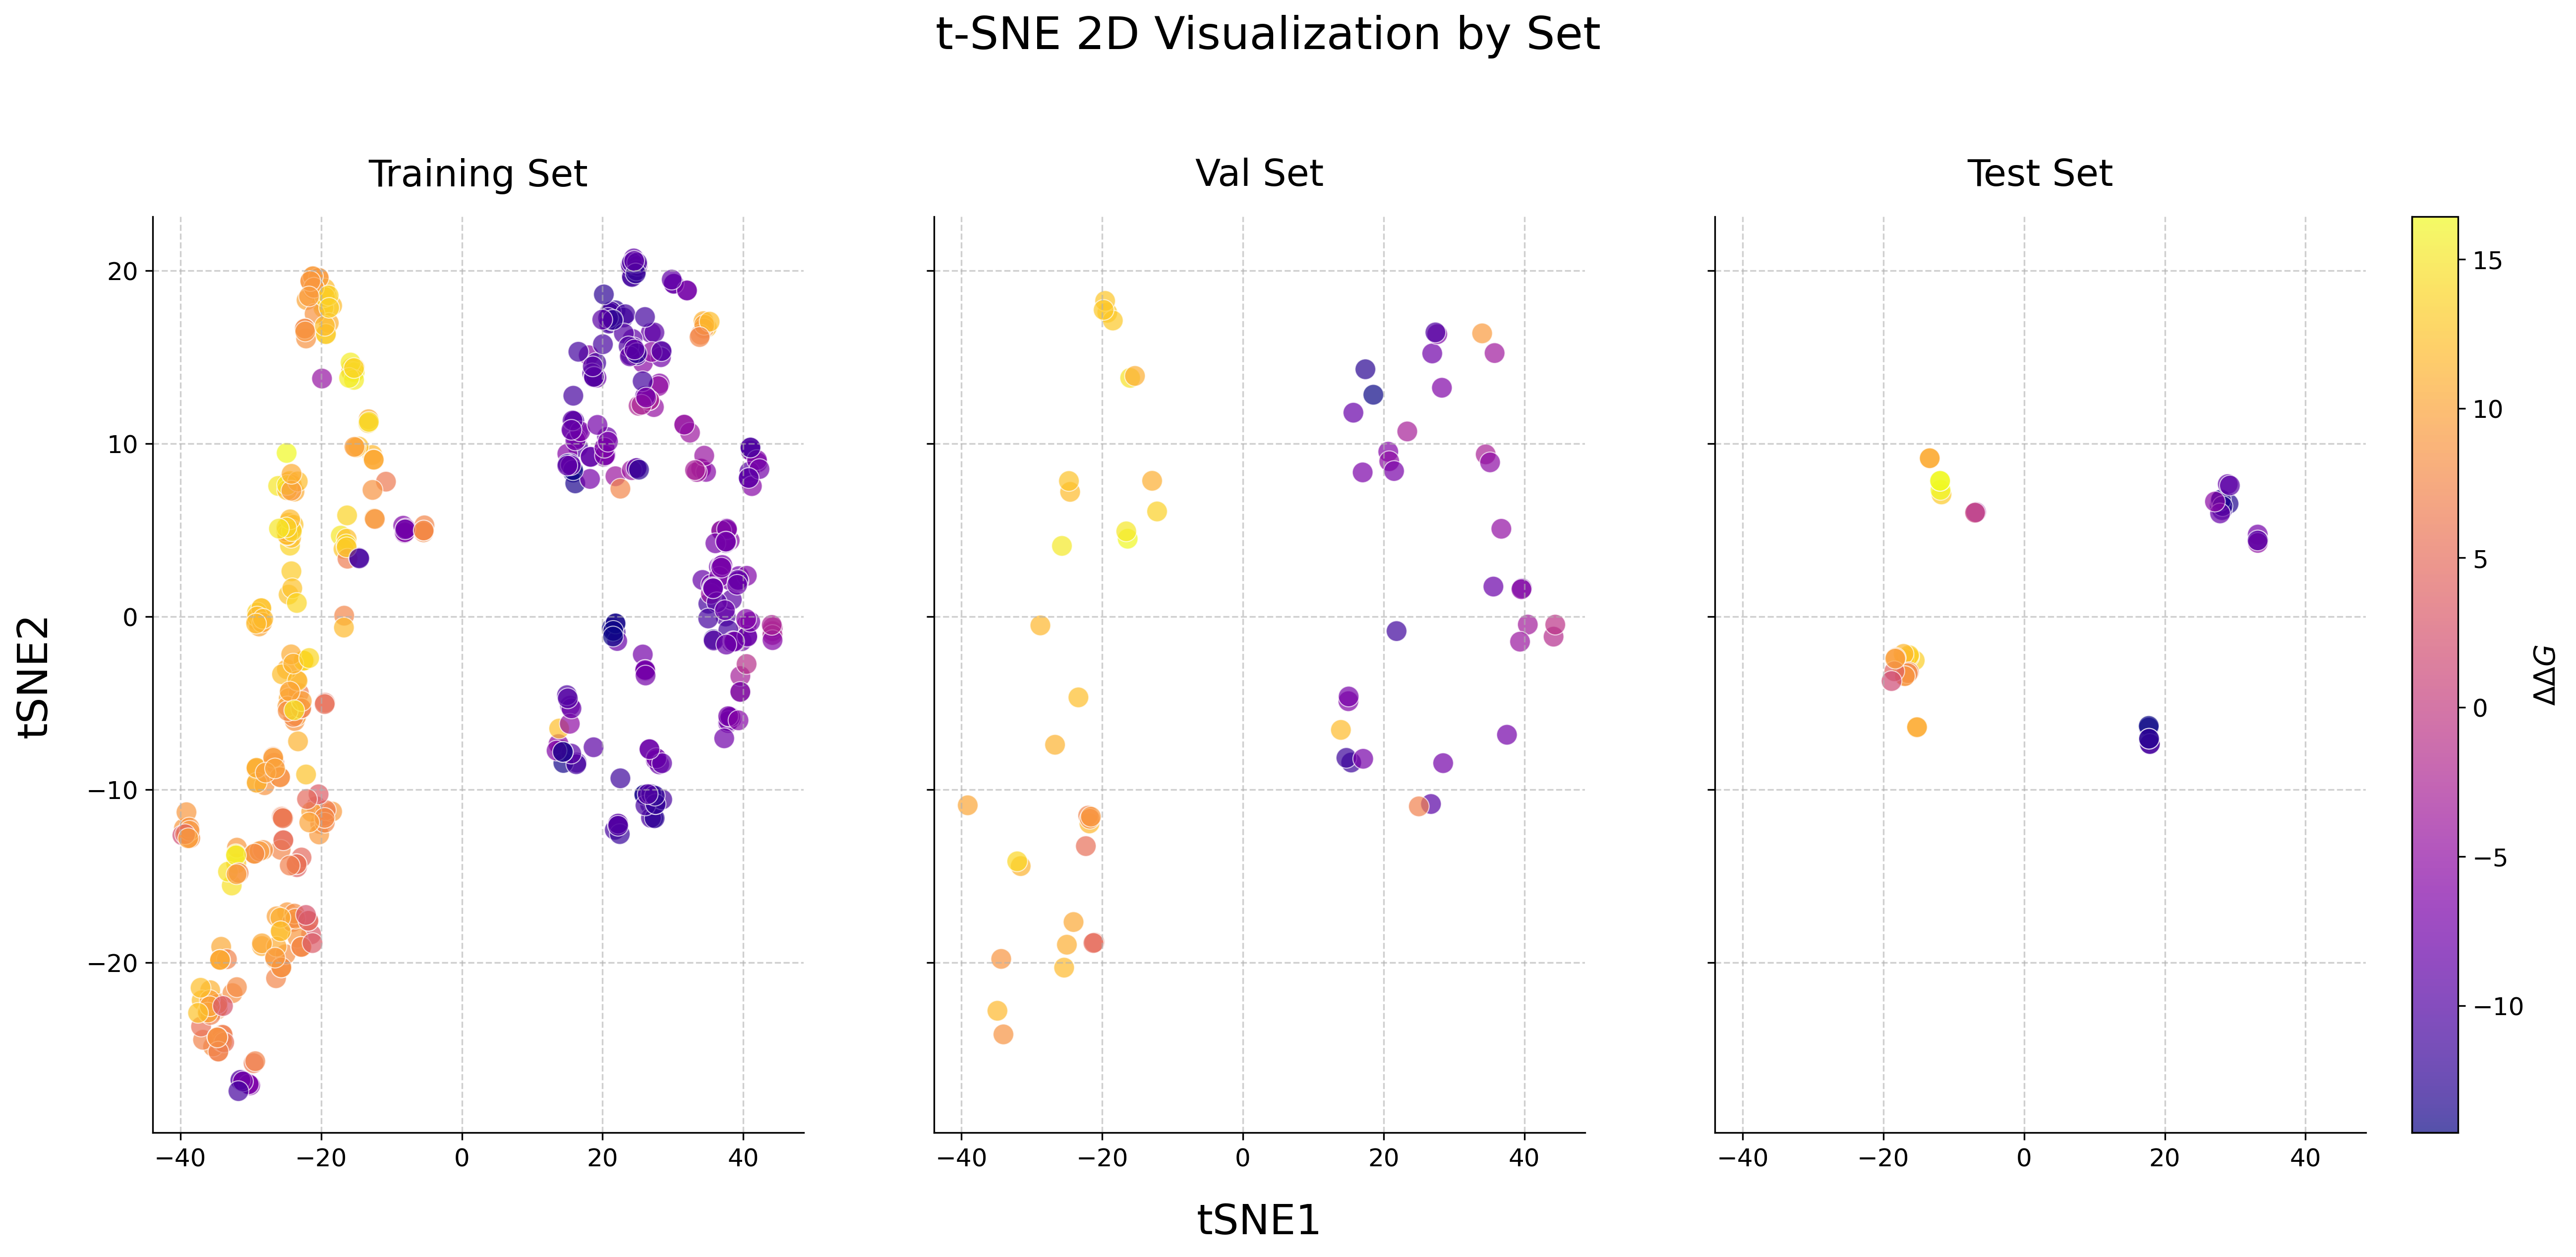 t-SNE 2D Visualization by Set
Training Set
Val Set
Test Set
tSNE2
20
10
0
−10
−20
−40 −20 0 20 40
−40 −20 0 20 40
−40 −20 0 20 40
tSNE1
15
10
5
0
−5
−10
ΔΔG